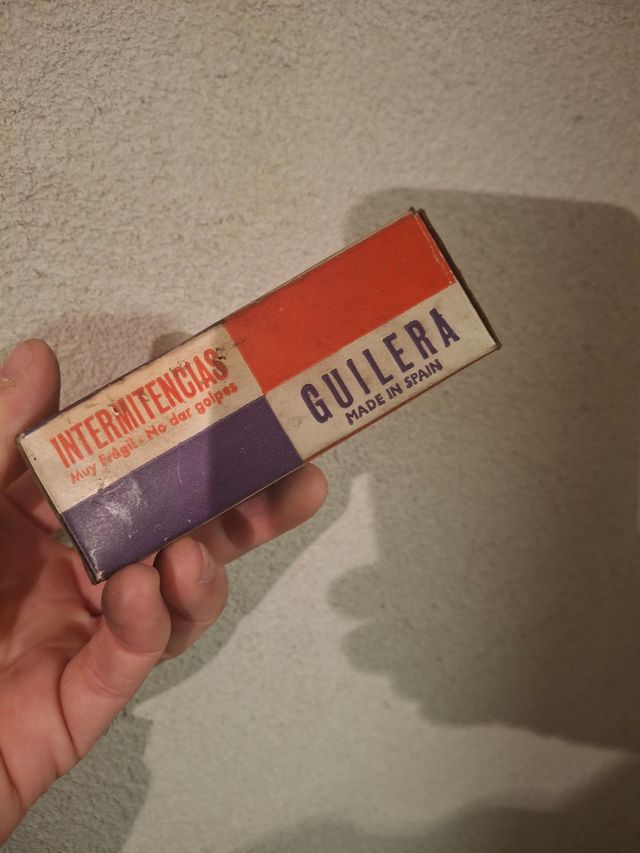 INTERMITENCIAS
Muy Frágil - No dar golpes
GUILERA
MADE IN SPAIN